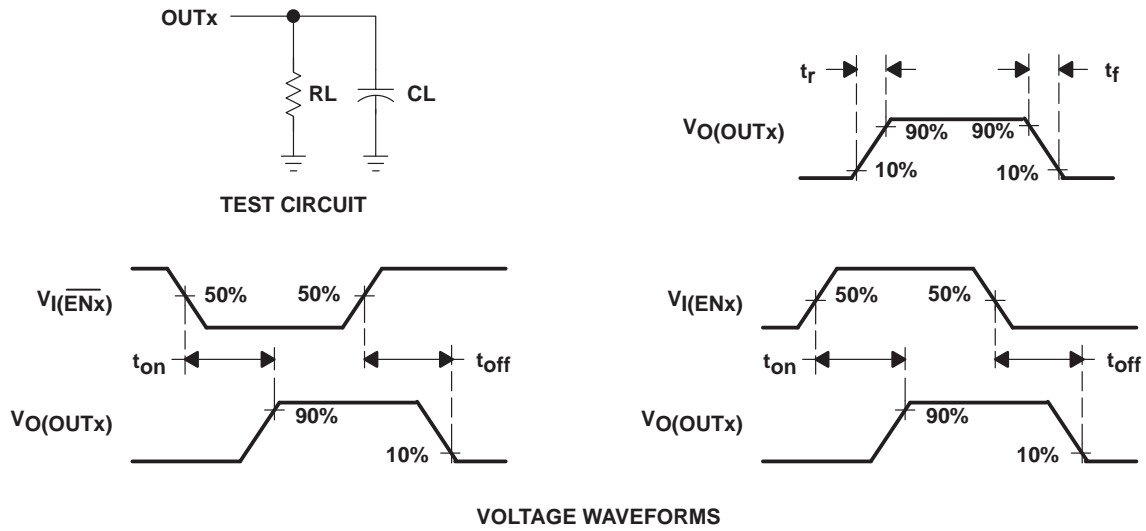 OUTx
RL
CL
TEST CIRCUIT
tr
tf
VO(OUTx)
90%
90%
10%
10%
VI(E̅N̅x̅)
50%
50%
ton
toff
VO(OUTx)
90%
10%
VI(ENx)
50%
50%
ton
toff
VO(OUTx)
90%
10%
VOLTAGE WAVEFORMS